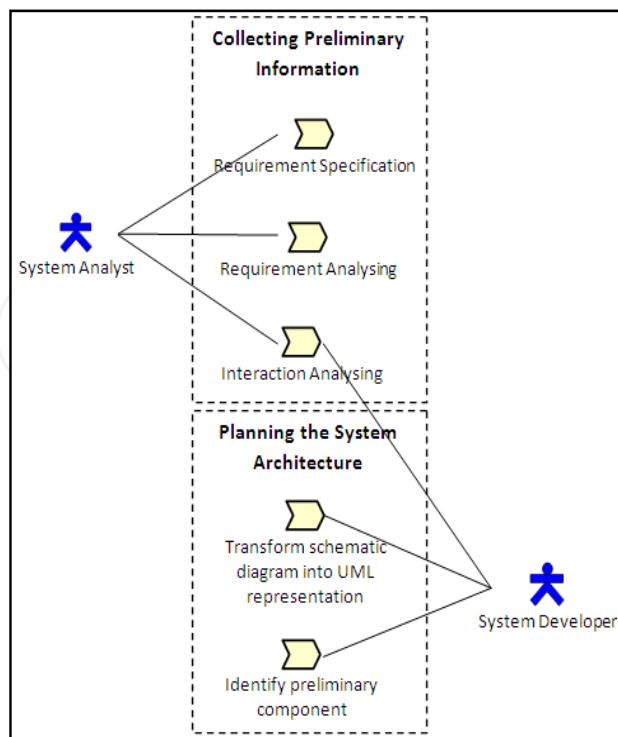 Collecting Preliminary
Information
Requirement Specification
System Analyst
Requirement Analysing
Interaction Analysing
Planning the System
Architecture
Transform schematic
diagram into UML
representation
System Developer
Identify preliminary
component